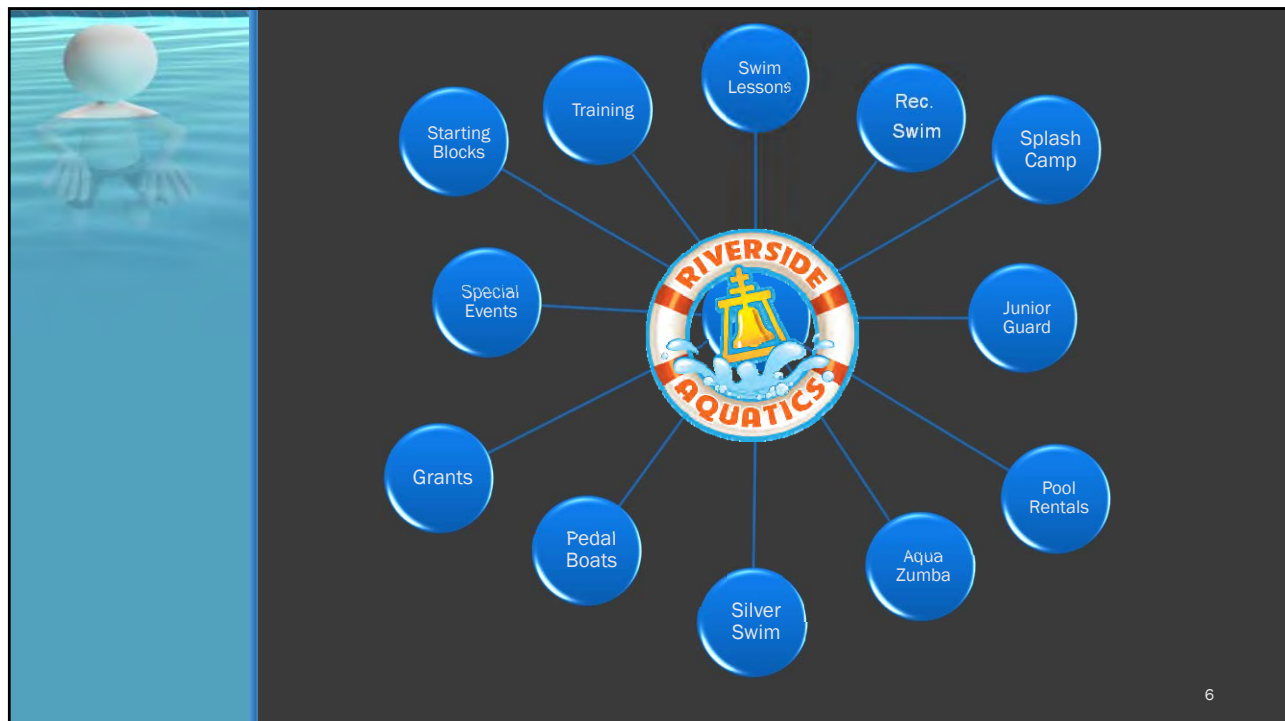 Swim
Lessons
Rec.
Swim
Splash
Camp
Junior
Guard
Pool
Rentals
Aqua
Zumba
Silver
Swim
Pedal
Boats
Grants
Special
Events
Starting
Blocks
Training
RIVERSIDE
AQUATICS
6